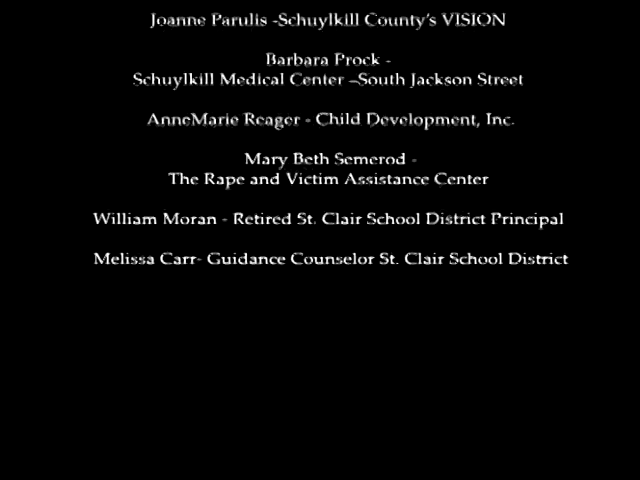 Joanne Parulis -Schuylkill County's VISION
Barbara Prock -
Schuylkill Medical Center –South Jackson Street
AnneMarie Reager - Child Development, Inc.
Mary Beth Semerod -
The Rape and Victim Assistance Center
William Moran - Retired St. Clair School District Principal
Melissa Carr- Guidance Counselor St. Clair School District